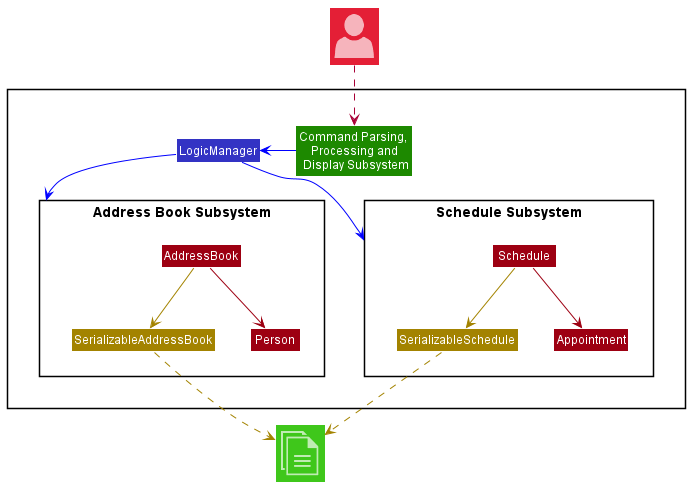 Command Parsing,
Processing and
Display Subsystem
LogicManager
Address Book Subsystem
Schedule Subsystem
AddressBook
Schedule
SerializableAddressBook
Person
SerializableSchedule
Appointment